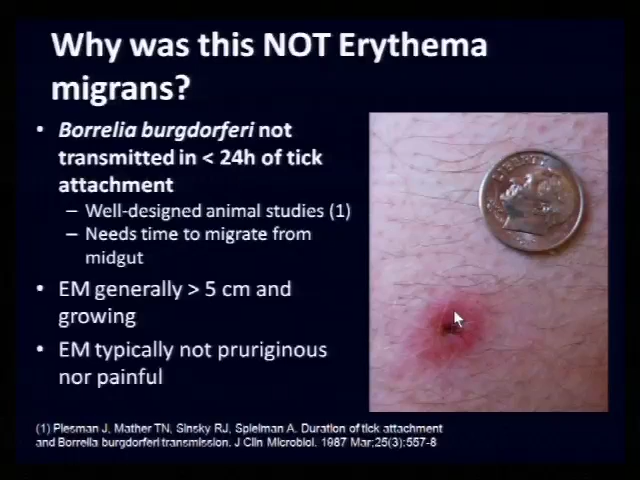 Why was this NOT Erythema
migrans?
• Borrelia burgdorferi not
transmitted in < 24h of tick
attachment
– Well-designed animal studies (1)
– Needs time to migrate from
midgut
• EM generally > 5 cm and
growing
• EM typically not pruriginous
nor painful
LIBERTY
(1) Piesman J, Mather TN, Sinsky RJ, Spielman A. Duration of tick attachment
and Borrelia burgdorferi transmission. J Clin Microbiol. 1987 Mar;25(3):557-8